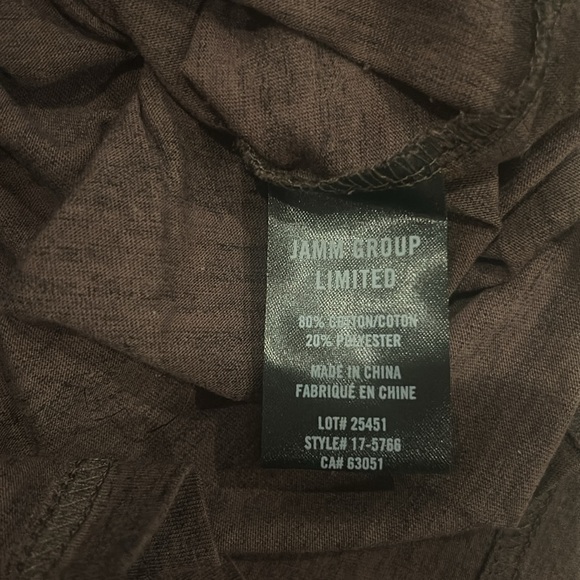 JAMM GROUP
LIMITED
80% COTTON/COTON
20% POLYESTER
MADE IN CHINA
FABRIQUÉ EN CHINE
LOT# 25451
STYLE# 17-5766
CA# 63051